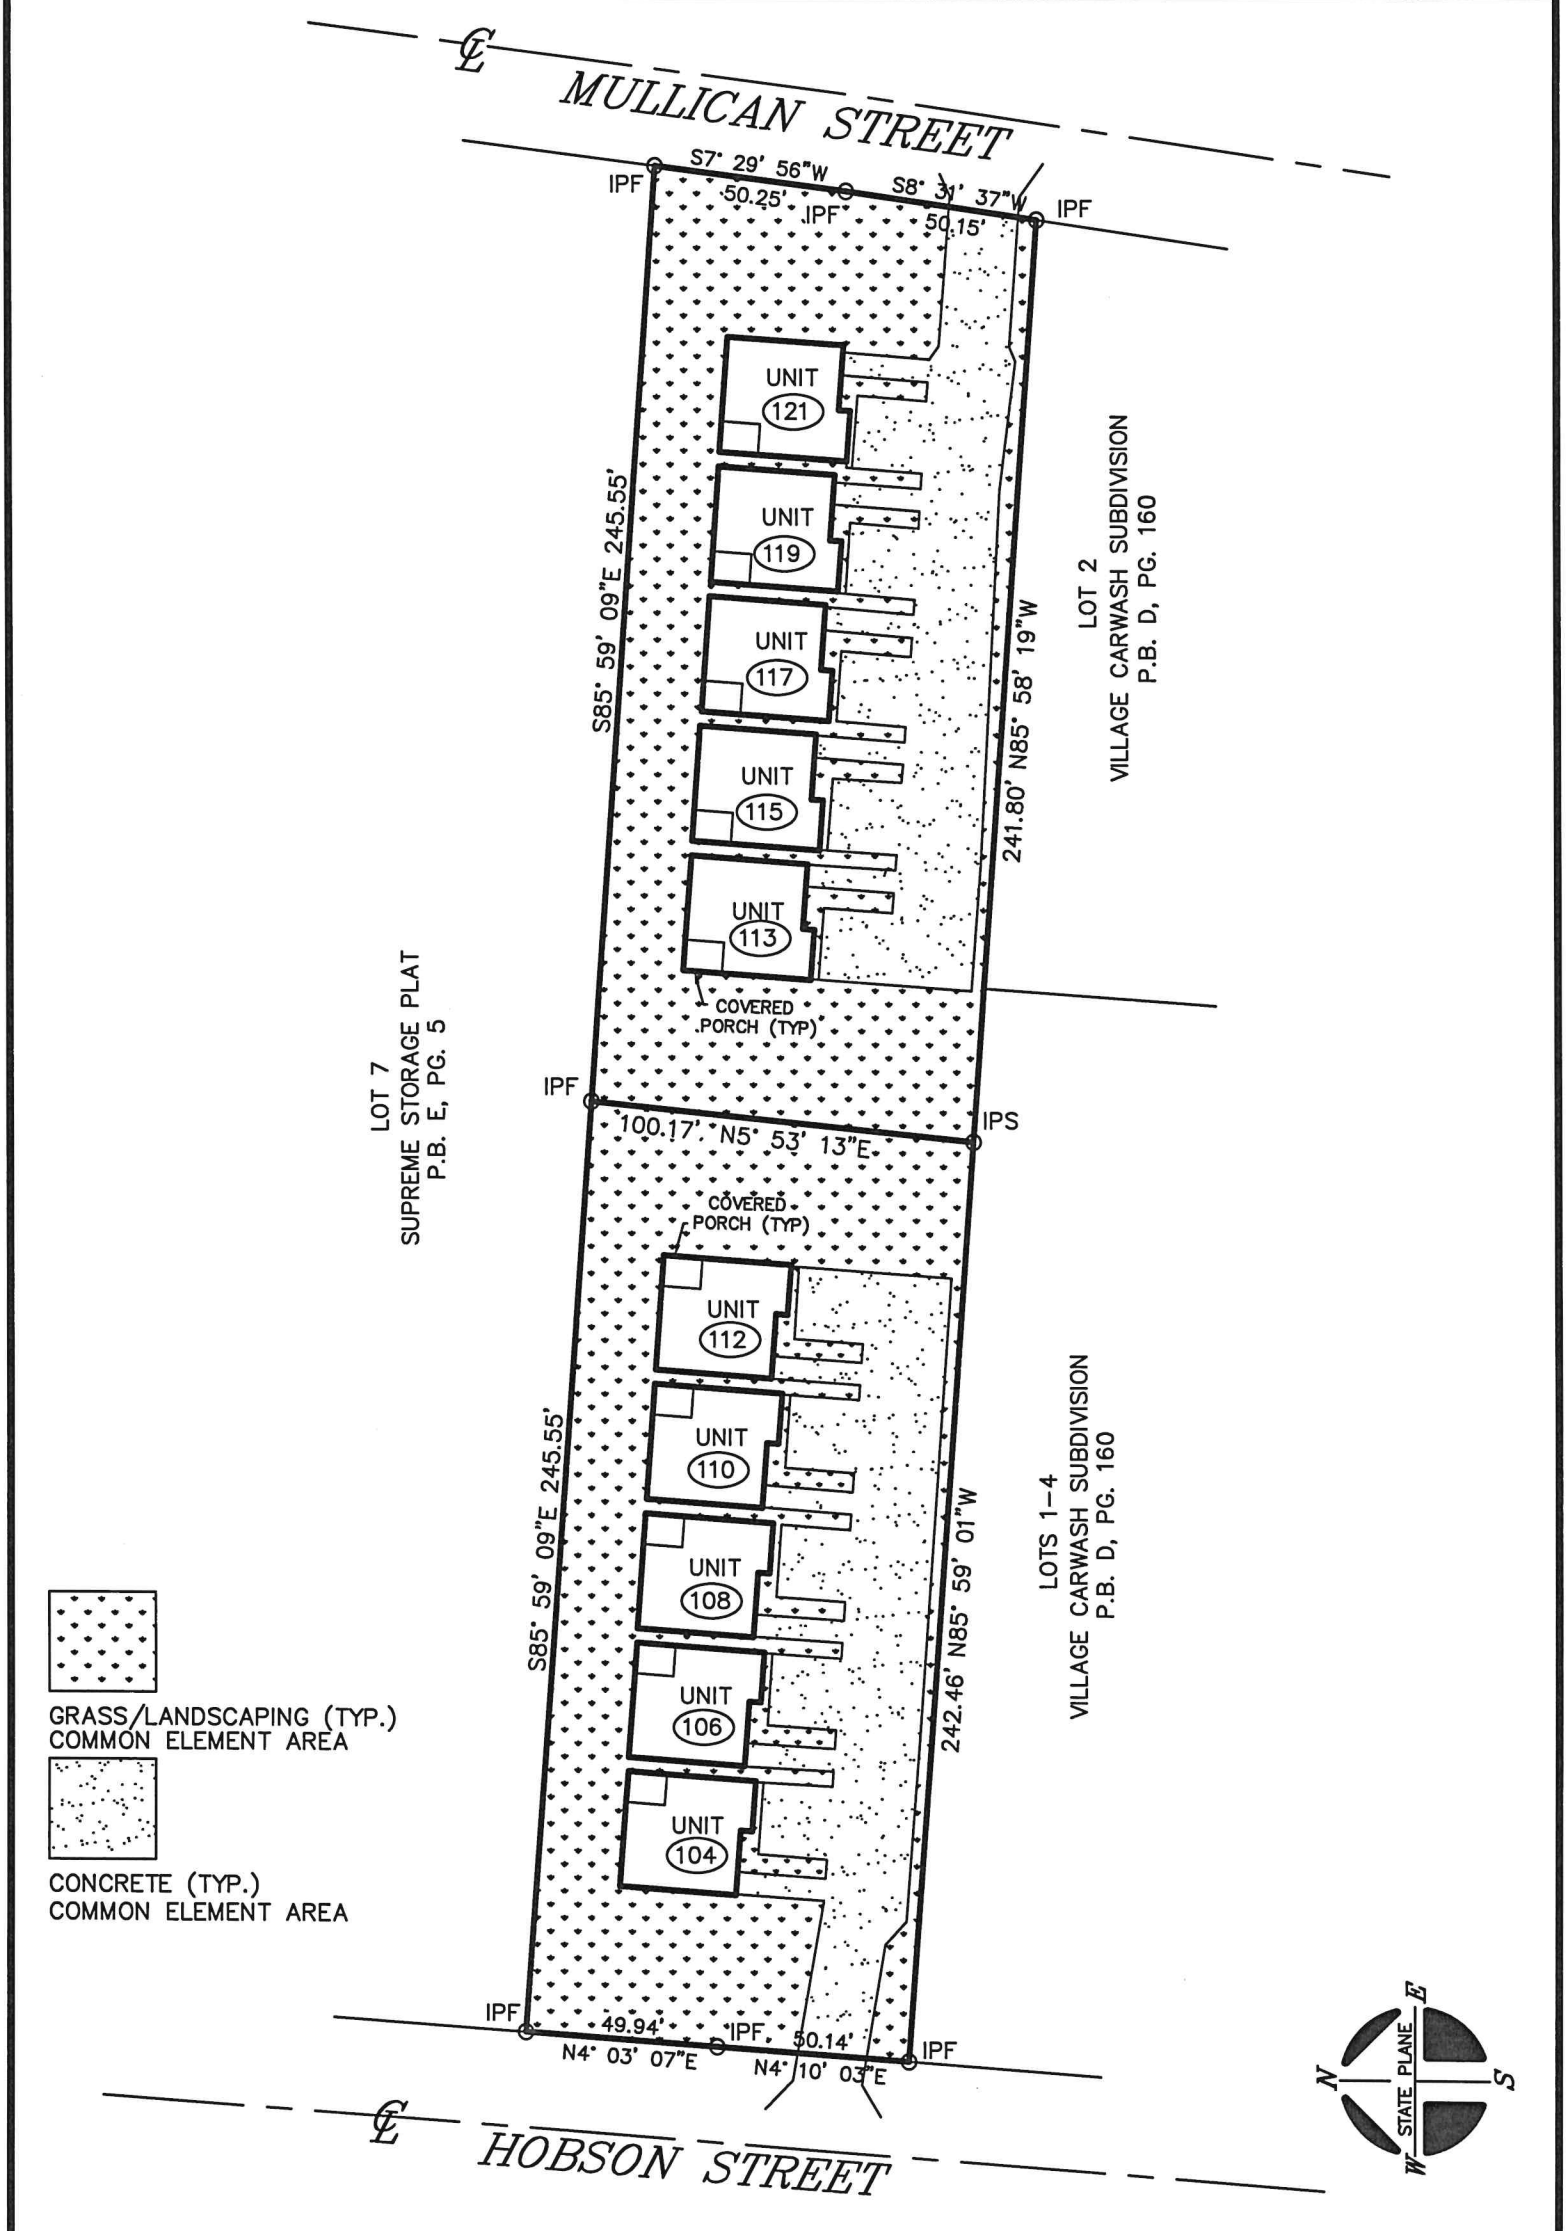 CL
MULLICAN STREET
S7° 29' 56"W
50.25'
S8° 31' 37"W
50.15'
IPF
IPF
IPF
UNIT
121
UNIT
119
UNIT
117
UNIT
115
UNIT
113
COVERED
PORCH (TYP)
S85° 59' 09"E 245.55'
241.80' N85° 58' 19"W
LOT 2
VILLAGE CARWASH SUBDIVISION
P.B. D, PG. 160
LOT 7
SUPREME STORAGE PLAT
P.B. E, PG. 5
IPF
100.17' N5° 53' 13"E
IPS
COVERED
PORCH (TYP)
UNIT
112
UNIT
110
UNIT
108
UNIT
106
UNIT
104
S85° 59' 09"E 245.55'
242.46' N85° 59' 01"W
LOTS 1-4
VILLAGE CARWASH SUBDIVISION
P.B. D, PG. 160
GRASS/LANDSCAPING (TYP.)
COMMON ELEMENT AREA
CONCRETE (TYP.)
COMMON ELEMENT AREA
IPF
49.94'
N4° 03' 07"E
IPF
50.14'
N4° 10' 03"E
IPF
CL
HOBSON STREET
N
E
S
W
STATE PLANE